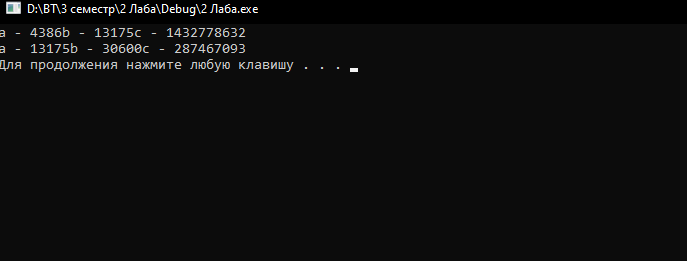 D:\ВТ\3 семестр\2 Лаба\Debug\2 Лаба.exe
a - 4386b - 13175c - 1432778632
a - 13175b - 30600c - 287467093
Для продолжения нажмите любую клавишу . . .